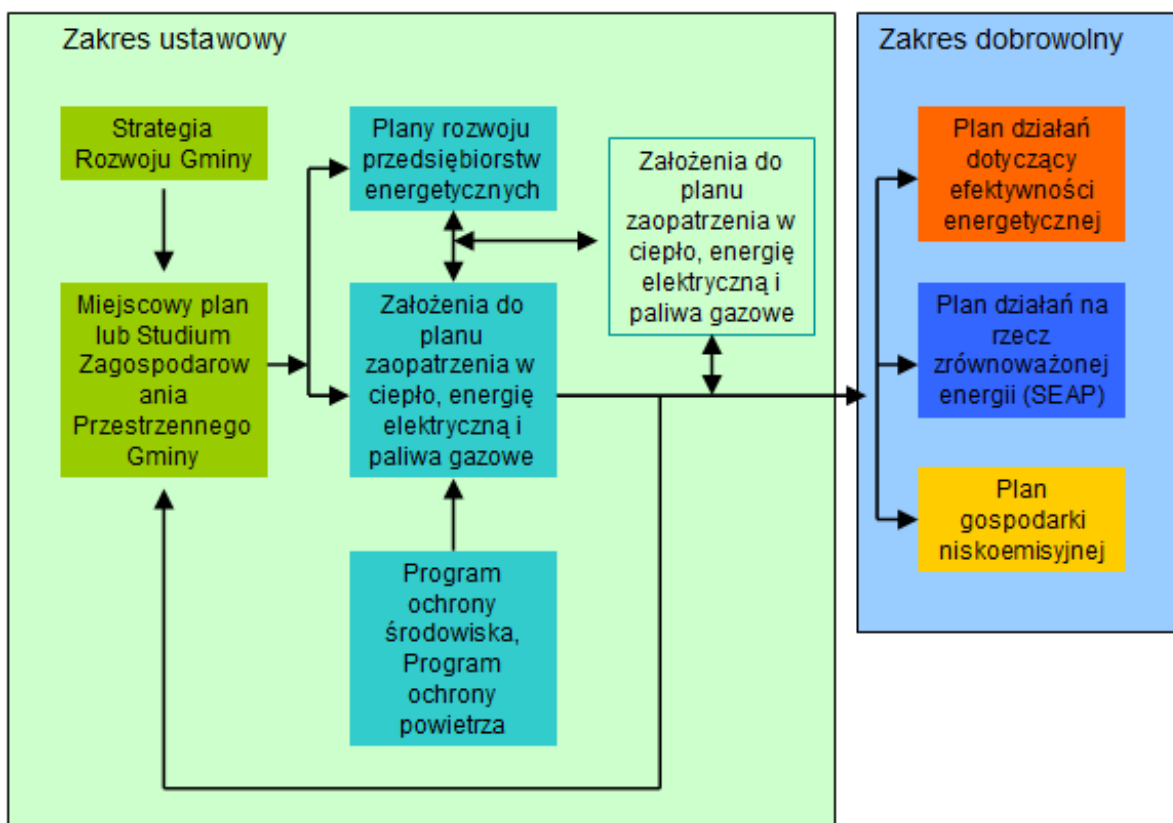 Zakres ustawowy
Zakres dobrowolny
Strategia
Rozwoju Gminy
Plany rozwoju
przedsiębiorstw
energetycznych
Założenia do
planu
zaopatrzenia w
ciepło, energię
elektryczną i
paliwa gazowe
Plan działań
dotyczący
efektywności
energetycznej
Miejscowy plan
lub Studium
Zagospodarow
ania
Przestrzennego
Gminy
Założenia do
planu
zaopatrzenia w
ciepło, energię
elektryczną i
paliwa gazowe
Plan działań na
rzecz
zrównoważonej
energii (SEAP)
Program
ochrony
środowiska,
Program
ochrony
powietrza
Plan
gospodarki
niskoemisyjnej